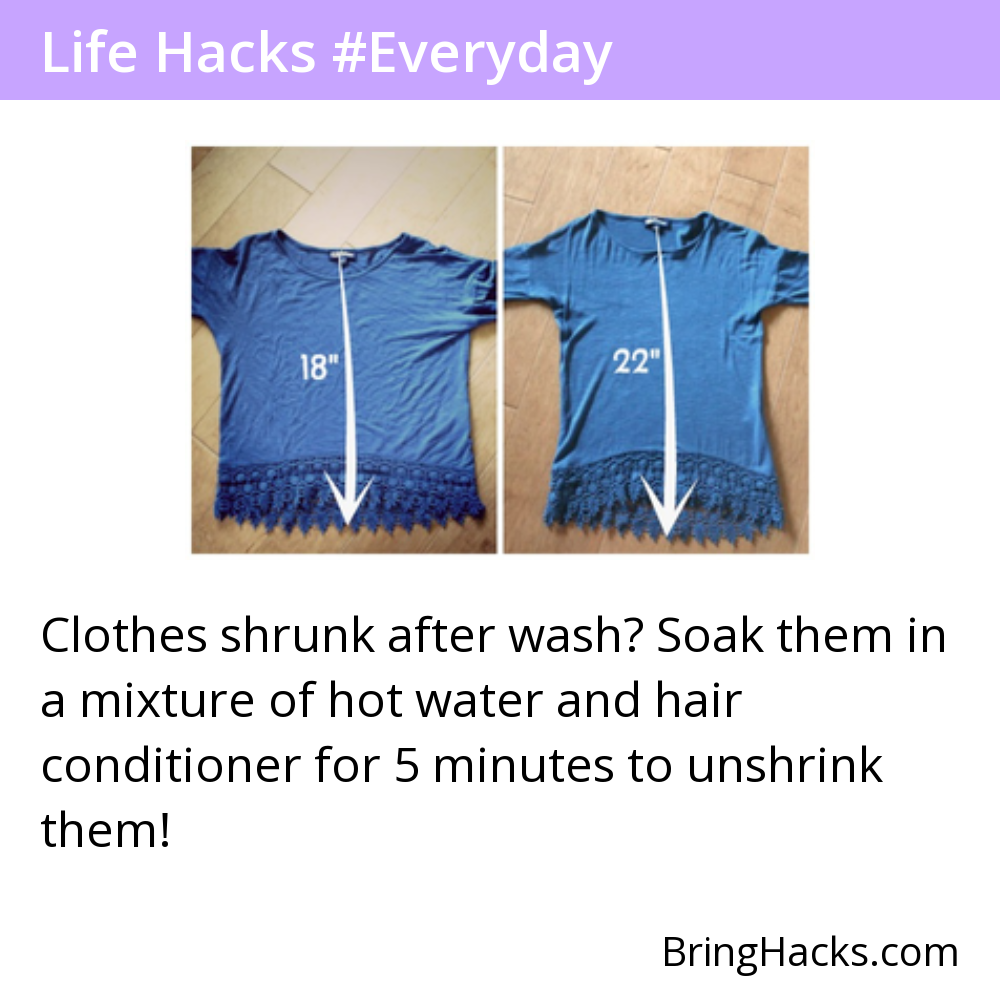 Life Hacks #Everyday
18"
22"
Clothes shrunk after wash? Soak them in
a mixture of hot water and hair
conditioner for 5 minutes to unshrink
them!
BringHacks.com